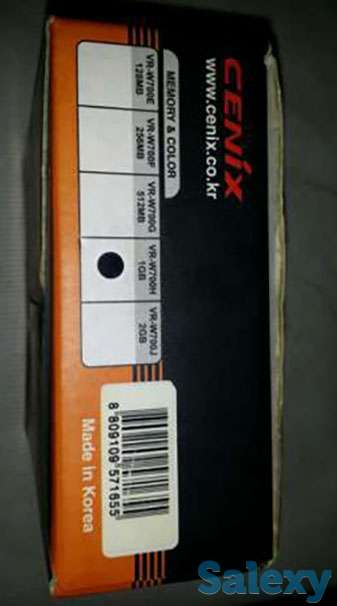 CENiX
www.cenix.co.kr
MEMORY & COLOR
VR-W700E
128MB
VR-W700F
256MB
VR-W700G
512MB
VR-W700H
1GB
VR-W700J
2GB
8 809109 571655
Made in Korea
Salexy